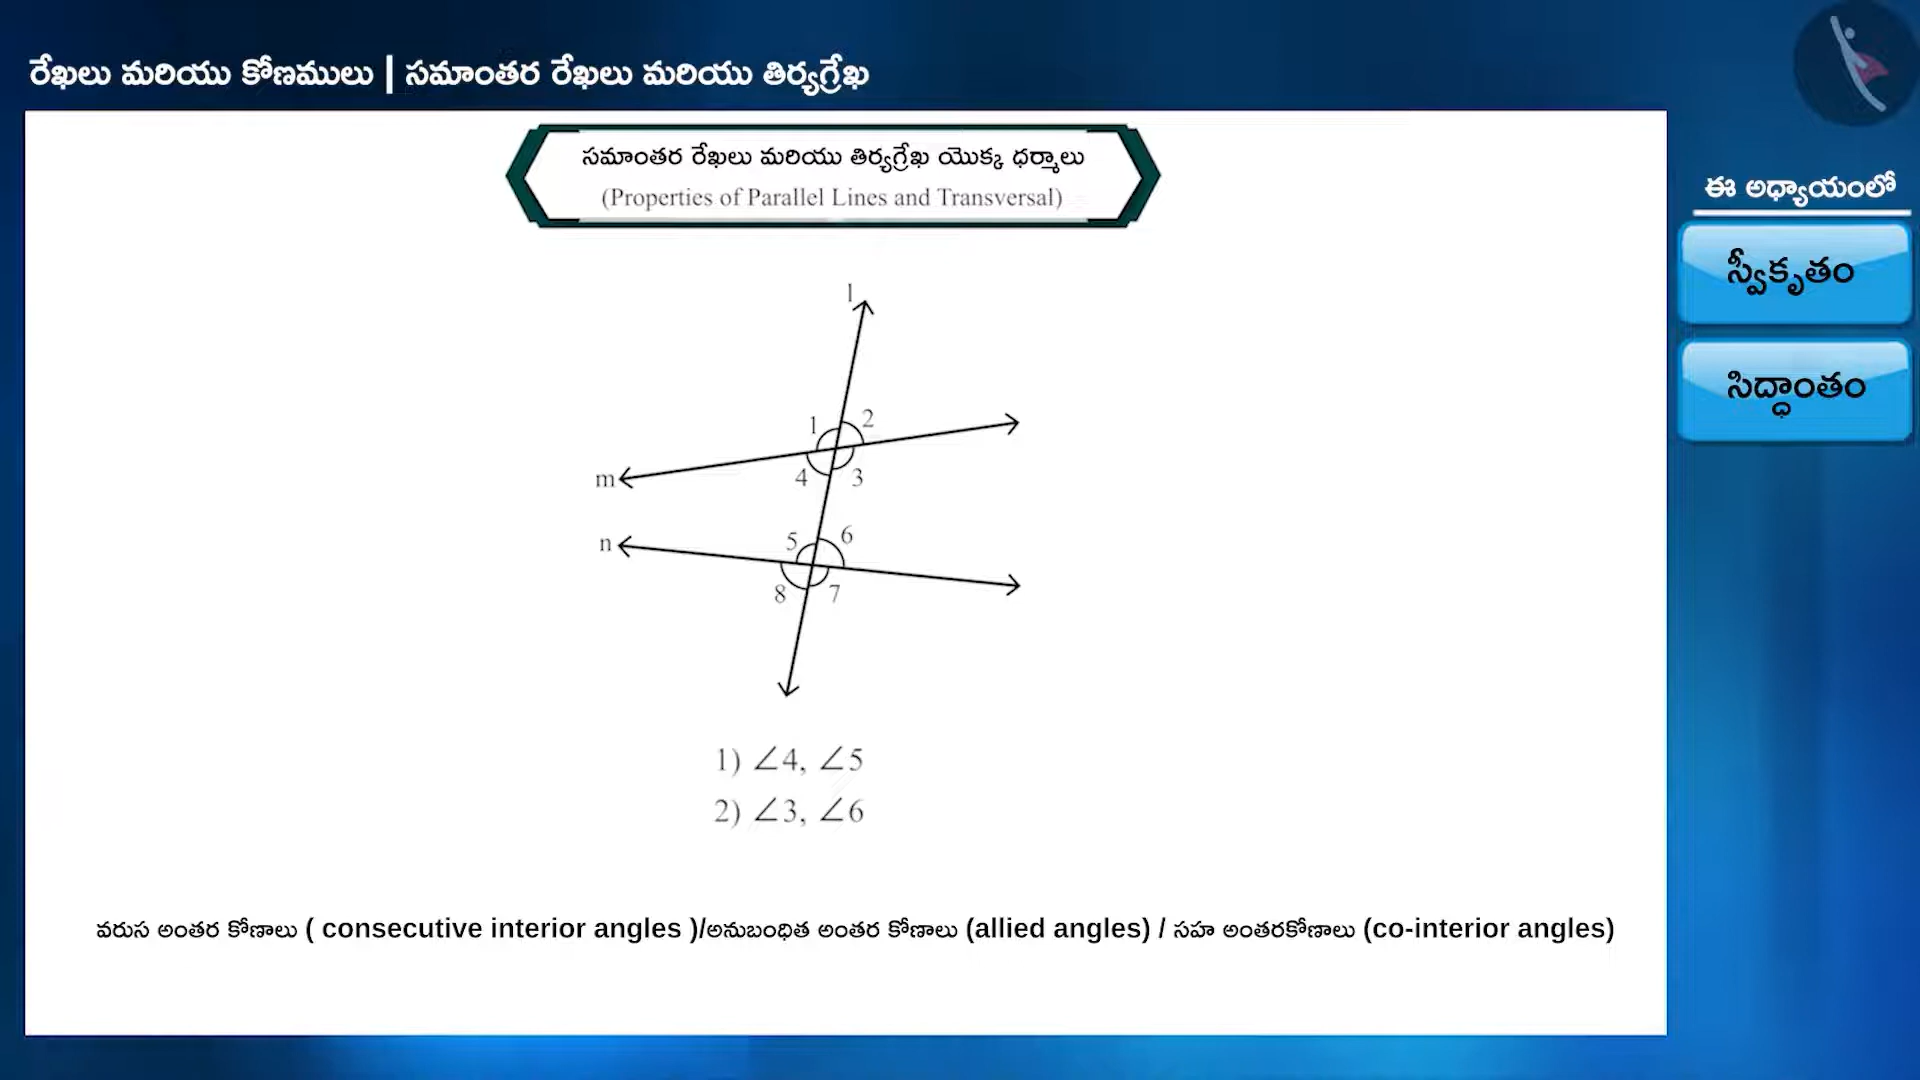 రేఖలు మరియు కోణములు | సమాంతర రేఖలు మరియు తిర్యగ్రేఖ
సమాంతర రేఖలు మరియు తిర్యగ్రేఖ యొక్క ధర్మాలు
(Properties of Parallel Lines and Transversal)
ఈ అధ్యాయంలో
స్వీకృతం
సిద్ధాంతం
l
1 2
m 4 3
n 5 6
8 7
1) ∠4, ∠5
2) ∠3, ∠6
వరుస అంతర కోణాలు ( consecutive interior angles )/అనుబంధిత అంతర కోణాలు (allied angles) / సహ అంతరకోణాలు (co-interior angles)